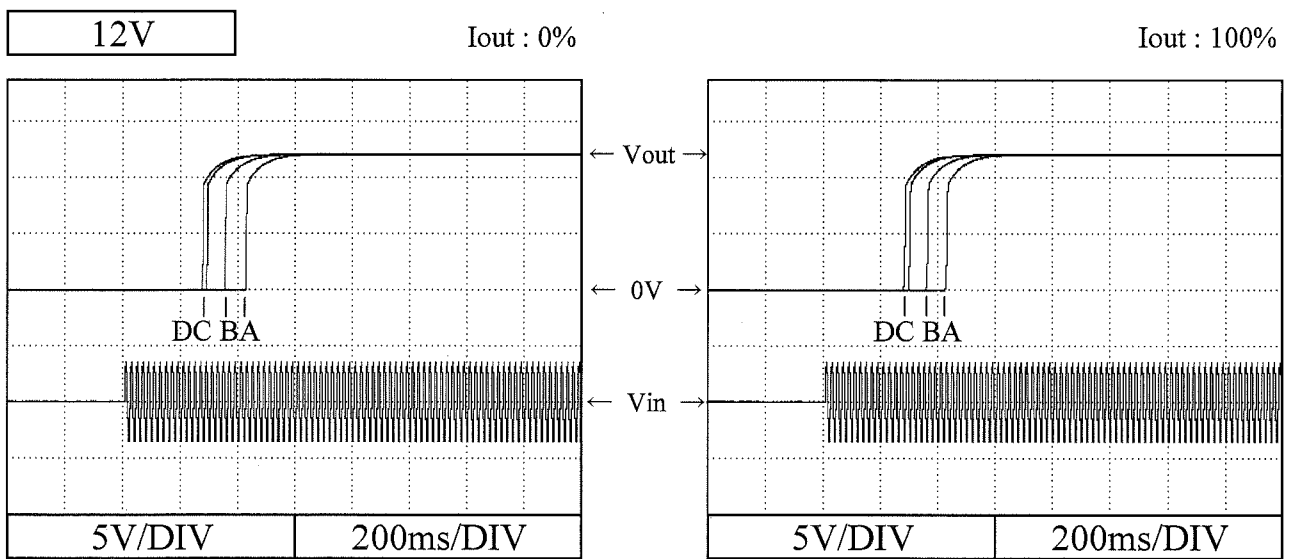 12V
Iout : 0%
Iout : 100%
← Vout →
← 0V →
DC BA
DC BA
← Vin →
5V/DIV
200ms/DIV
5V/DIV
200ms/DIV